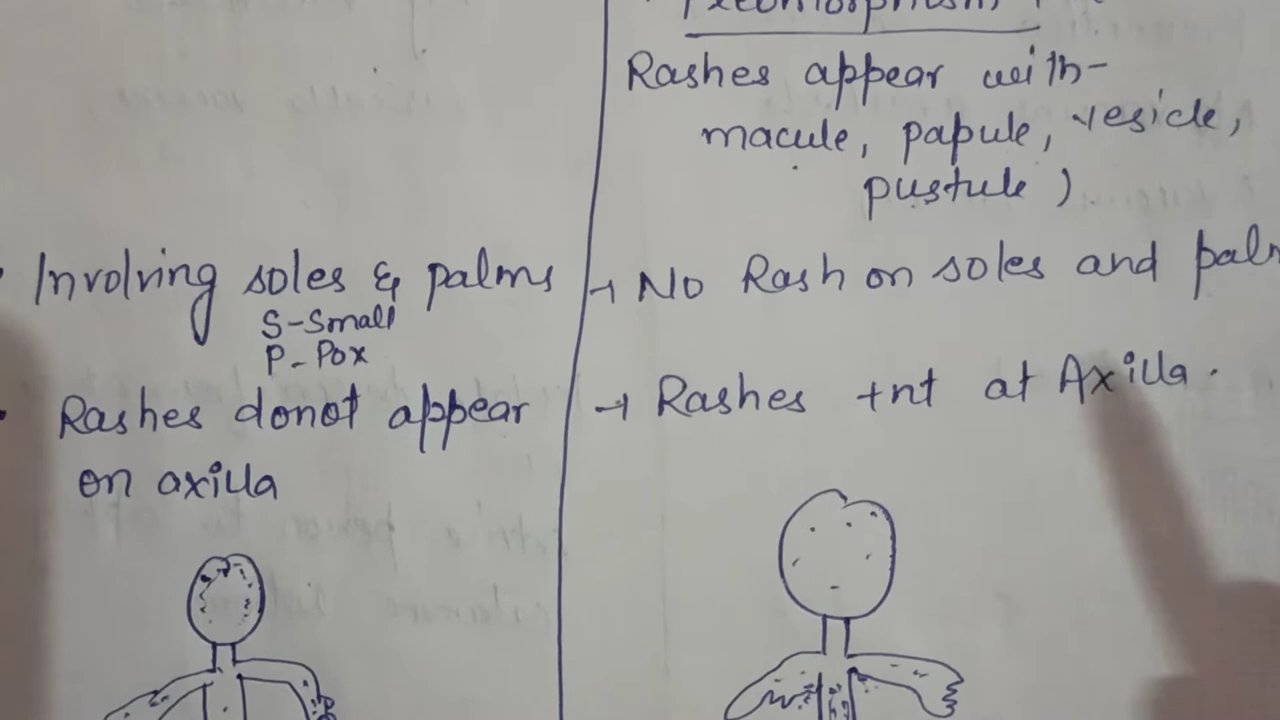 Rashes appear with-
macule, papule, vesicle,
pustule)
Involving soles & palms
S-Small
P-Pox
Rashes donot appear
on axilla
→ No Rash on soles and palm
→ Rashes +nt at Axilla.